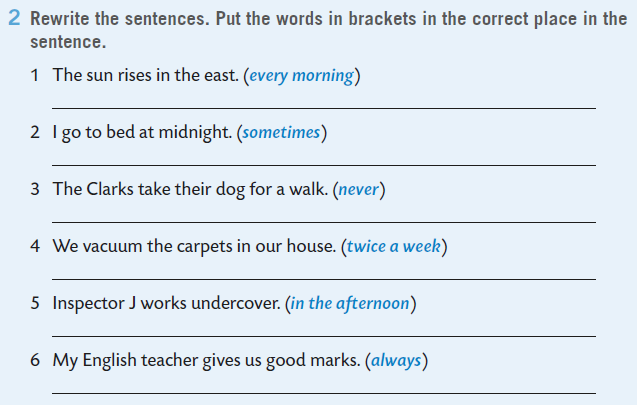 2 Rewrite the sentences. Put the words in brackets in the correct place in the
sentence.
1 The sun rises in the east. (every morning)
2 I go to bed at midnight. (sometimes)
3 The Clarks take their dog for a walk. (never)
4 We vacuum the carpets in our house. (twice a week)
5 Inspector J works undercover. (in the afternoon)
6 My English teacher gives us good marks. (always)